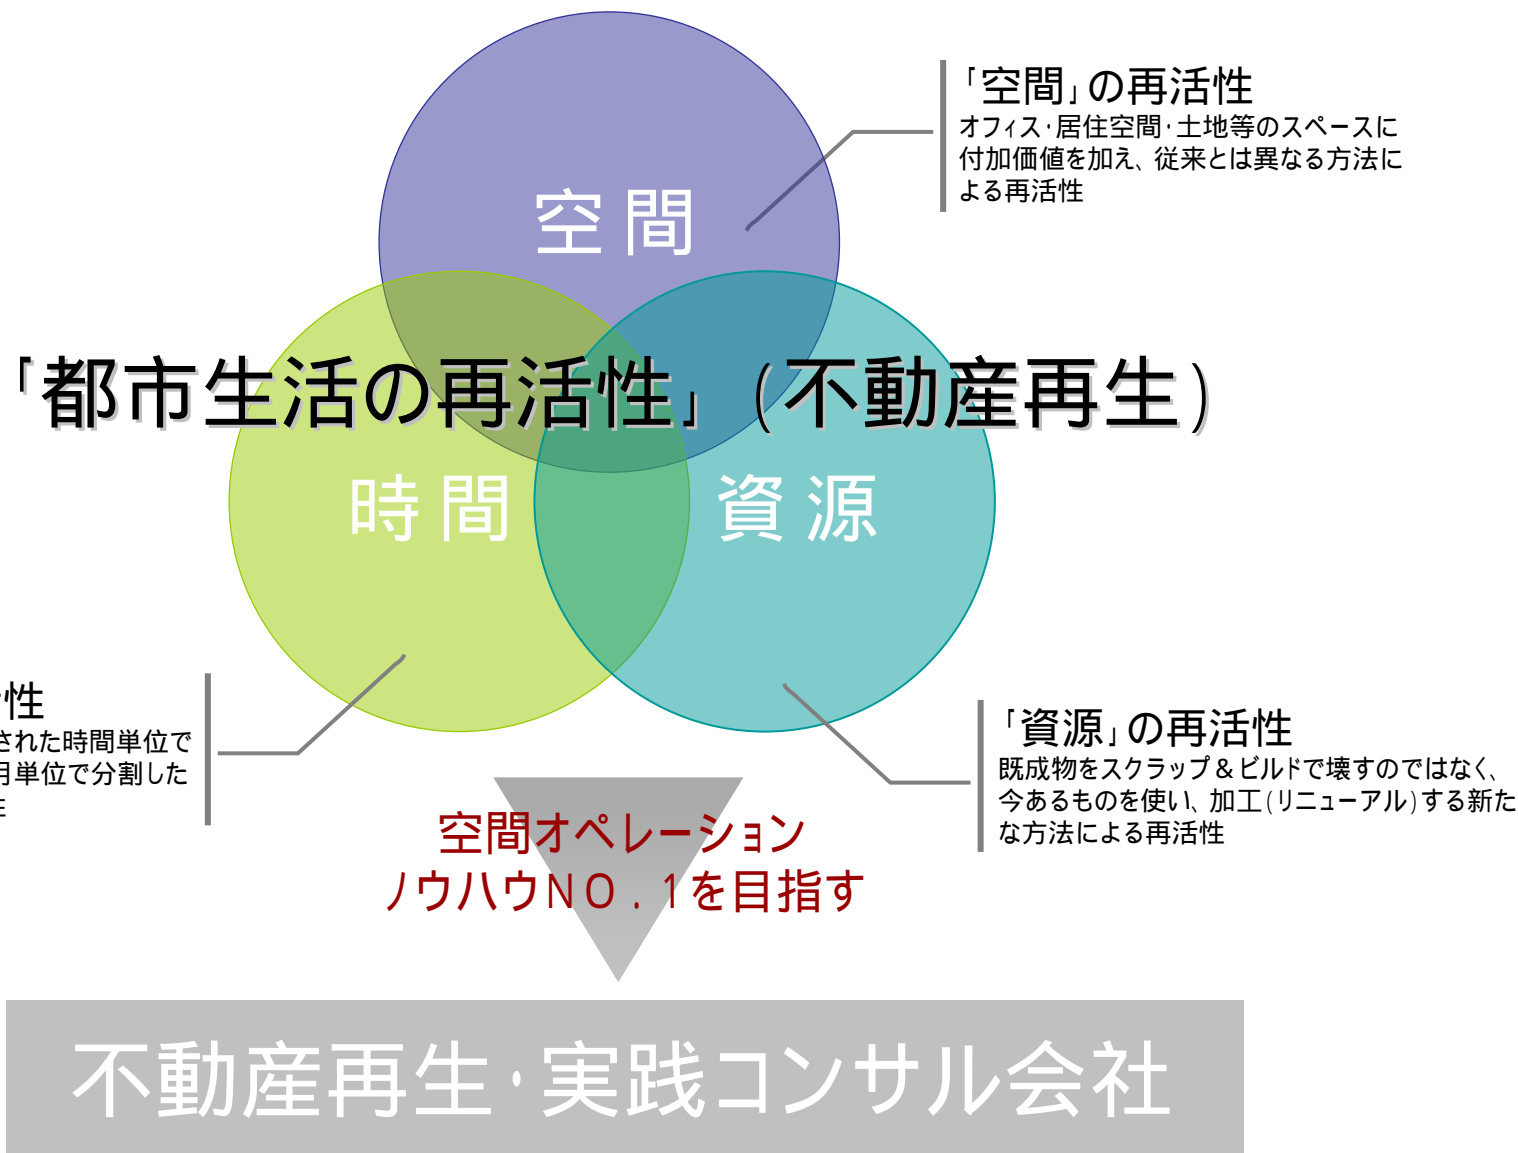 空間
「空間」の再活性
オフィス・居住空間・土地等のスペースに
付加価値を加え、従来とは異なる方法に
よる再活性
「都市生活の再活性」(不動産再生)
時間
資源
性
された時間単位で
月単位で分割した
「資源」の再活性
既成物をスクラップ&ビルドで壊すのではなく、
今あるものを使い、加工(リニューアル)する新た
な方法による再活性
空間オペレーション
ノウハウNO.1を目指す
不動産再生・実践コンサル会社